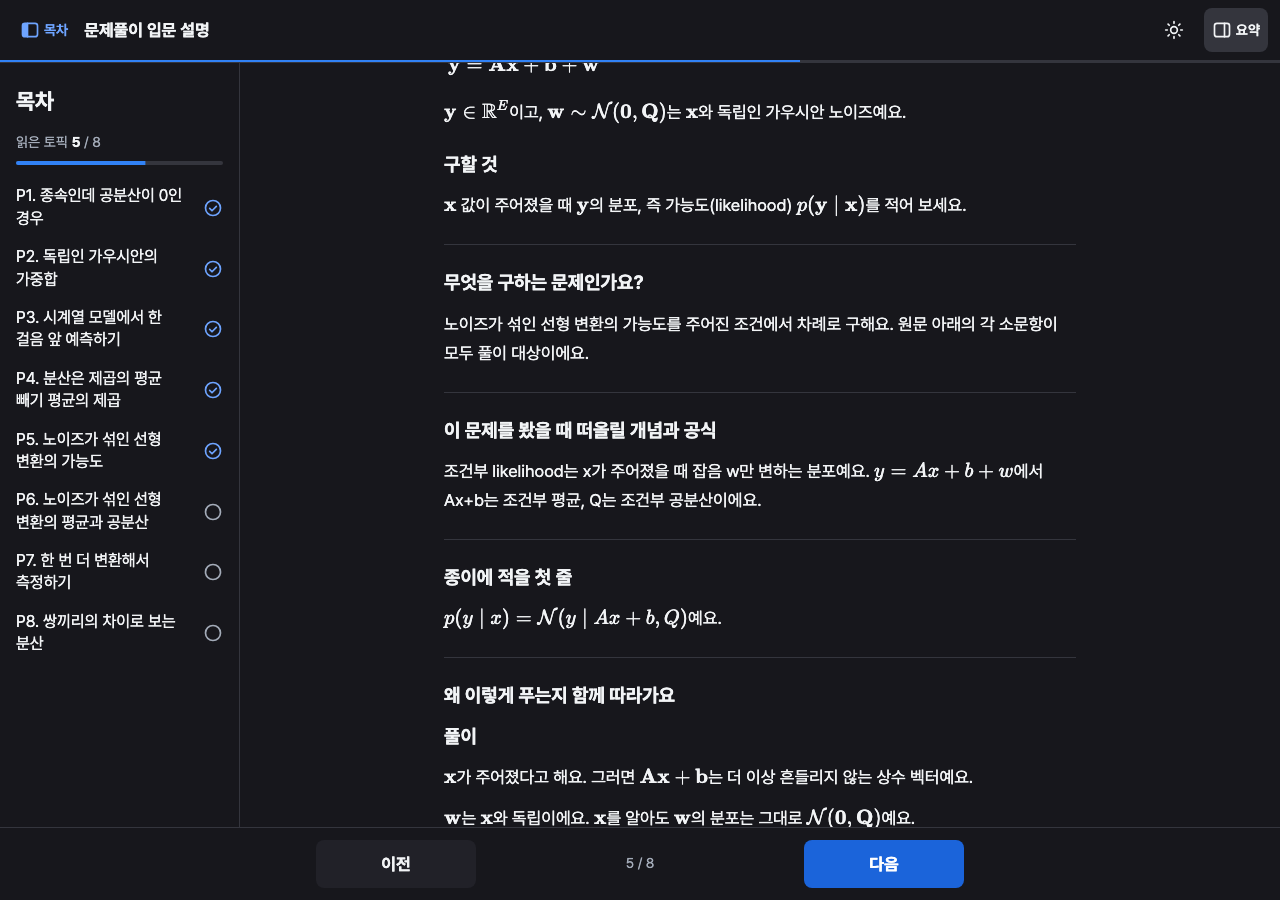 목차 문제풀이 입문 설명 요약
목차
읽은 토픽 5 / 8
P1. 종속인데 공분산이 0인
경우
P2. 독립인 가우시안의
가중합
P3. 시계열 모델에서 한
걸음 앞 예측하기
P4. 분산은 제곱의 평균
빼기 평균의 제곱
P5. 노이즈가 섞인 선형
변환의 가능도
P6. 노이즈가 섞인 선형
변환의 평균과 공분산
P7. 한 번 더 변환해서
측정하기
P8. 쌍끼리의 차이로 보는
분산
y = Ax + b + w
y ∈ ℝ^E이고, w ∼ 𝒩(0, Q)는 x와 독립인 가우시안 노이즈예요.
구할 것
x 값이 주어졌을 때 y의 분포, 즉 가능도(likelihood) p(y | x)를 적어 보세요.
무엇을 구하는 문제인가요?
노이즈가 섞인 선형 변환의 가능도를 주어진 조건에서 차례로 구해요. 원문 아래의 각 소문항이
모두 풀이 대상이에요.
이 문제를 봤을 때 떠올릴 개념과 공식
조건부 likelihood는 x가 주어졌을 때 잡음 w만 변하는 분포예요. y = Ax + b + w에서
Ax+b는 조건부 평균, Q는 조건부 공분산이에요.
종이에 적을 첫 줄
p(y | x) = 𝒩(y | Ax + b, Q)예요.
왜 이렇게 푸는지 함께 따라가요
풀이
x가 주어졌다고 해요. 그러면 Ax + b는 더 이상 흔들리지 않는 상수 벡터예요.
w는 x와 독립이에요. x를 알아도 w의 분포는 그대로 𝒩(0, Q)예요.
이전 5 / 8 다음